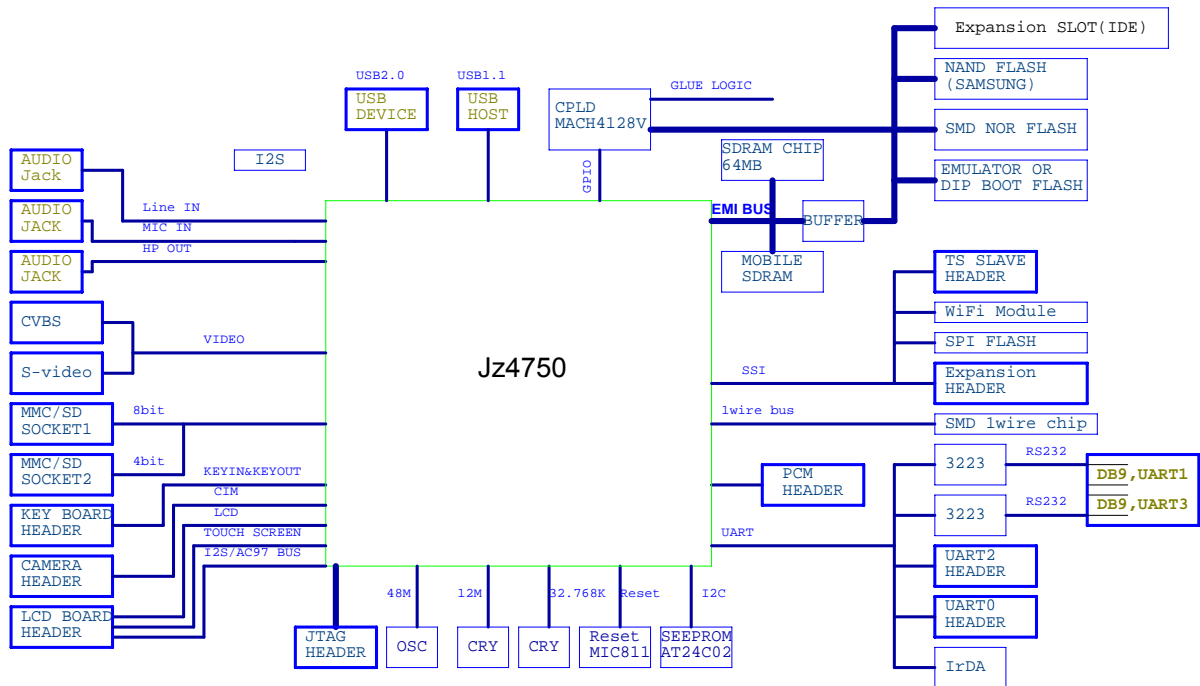 Expansion SLOT(IDE)
USB2.0
USB1.1
NAND FLASH
(SAMSUNG)
GLUE LOGIC
USB
DEVICE
USB
HOST
CPLD
MACH4128V
SMD NOR FLASH
SDRAM CHIP
64MB
AUDIO
Jack
I2S
GPIO
EMULATOR OR
DIP BOOT FLASH
Line IN
EMI BUS
BUFFER
AUDIO
JACK
MIC IN
HP OUT
AUDIO
JACK
MOBILE
SDRAM
TS SLAVE
HEADER
WiFi Module
CVBS
VIDEO
SPI FLASH
S-video
Jz4750
SSI
Expansion
HEADER
MMC/SD
SOCKET1
8bit
1wire bus
SMD 1wire chip
MMC/SD
SOCKET2
4bit
KEYIN&KEYOUT
PCM
HEADER
3223
RS232
DB9,UART1
CIM
KEY BOARD
HEADER
LCD
3223
RS232
DB9,UART3
TOUCH SCREEN
UART
I2S/AC97 BUS
CAMERA
HEADER
UART2
HEADER
48M
12M
32.768K
Reset
I2C
LCD BOARD
HEADER
UART0
HEADER
JTAG
HEADER
OSC
CRY
CRY
Reset
MIC811
SEEPROM
AT24C02
IrDA